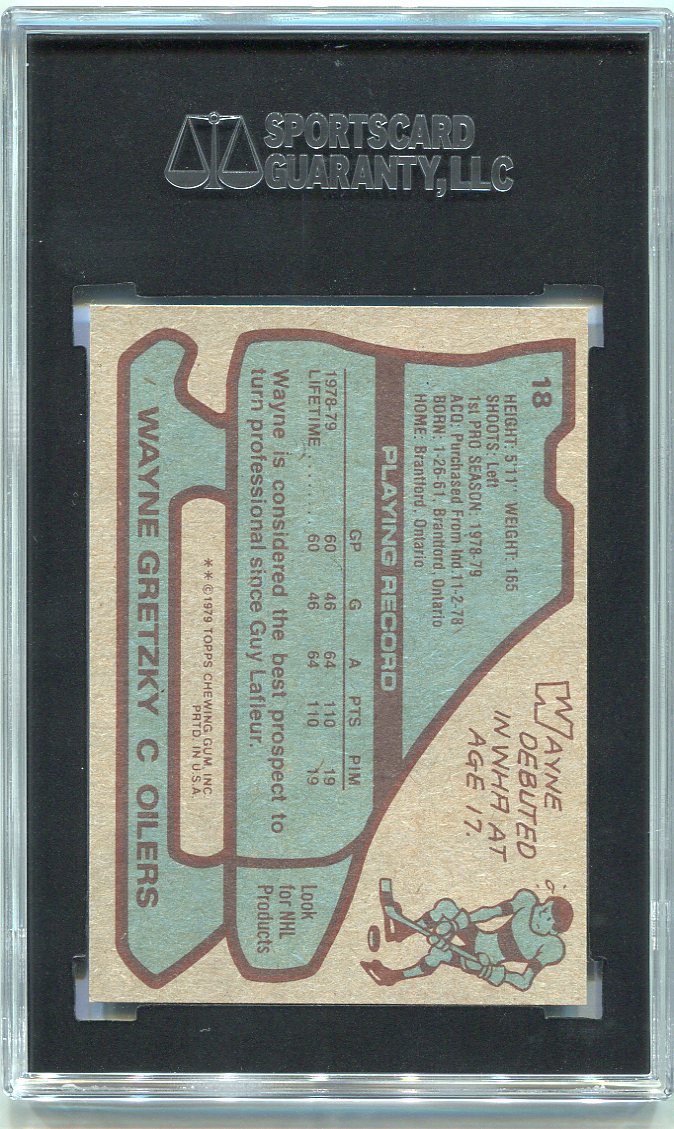 SPORTSCARD
GUARANTY, LLC
18
HEIGHT: 5'11" WEIGHT: 165
SHOOTS: Left
1st PRO SEASON: 1978-79
ACQ: Purchased From Ind 11-2-78
BORN: 1-26-61, Brantford, Ontario
HOME: Brantford, Ontario
WAYNE
DEBUTED
IN WHA AT
AGE 17.
PLAYING RECORD
GP G A PTS PIM
1978-79 60 46 64 110 19
LIFETIME ........ 60 46 64 110 19
Wayne is considered the best prospect to
turn professional since Guy Lafleur.
Look
for NHL
Products
** © 1979 TOPPS CHEWING GUM, INC.
PRTD. IN U.S.A.
WAYNE GRETZKY C OILERS